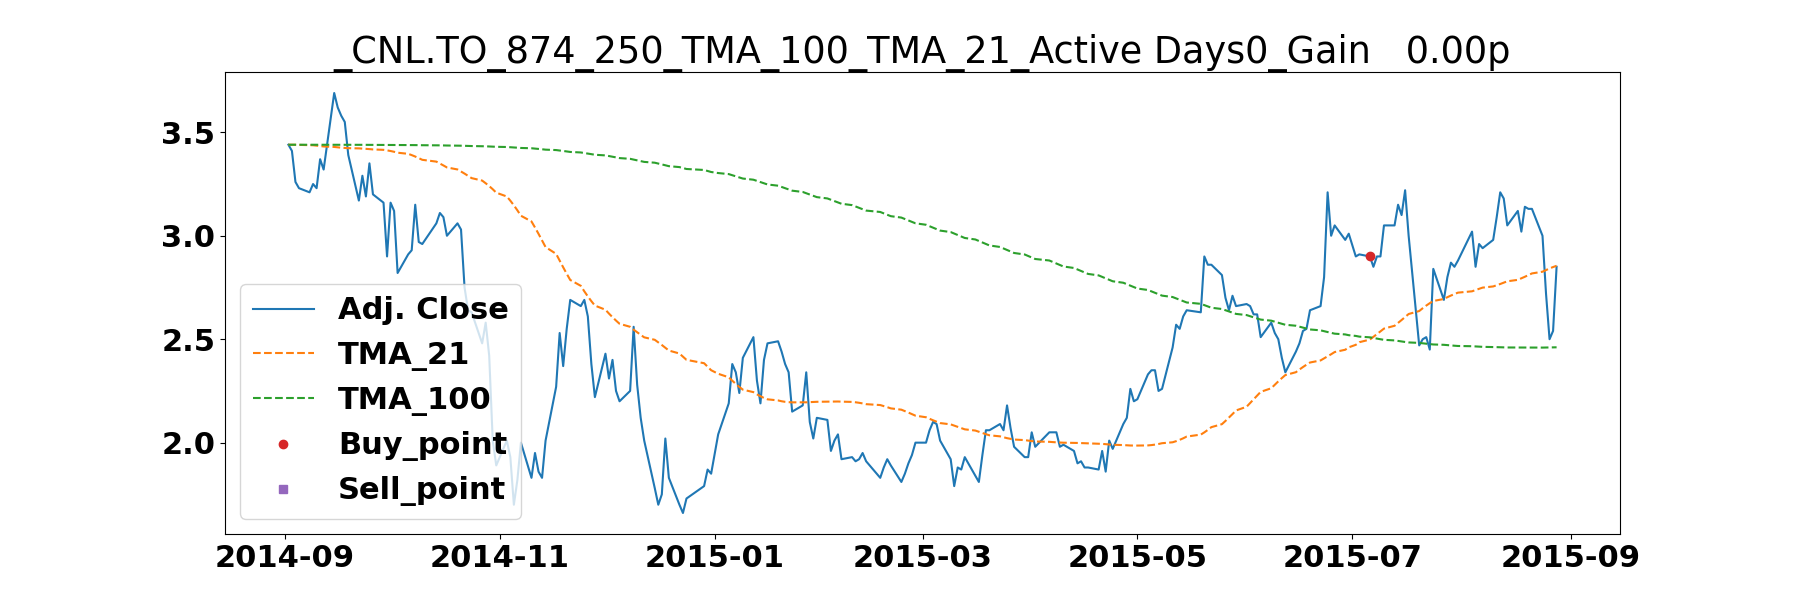 _CNL.TO_874_250_TMA_100_TMA_21_Active Days0_Gain   0.00p
3.5
3.0
2.5
2.0
Adj. Close
TMA_21
TMA_100
Buy_point
Sell_point
2014-09 2014-11 2015-01 2015-03 2015-05 2015-07 2015-09